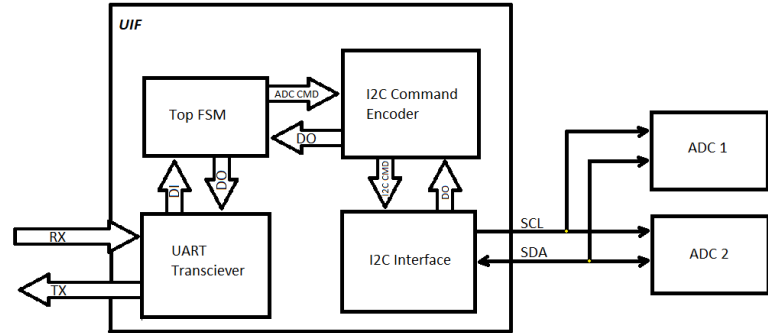 UIF
Top FSM
ADC CMD
I2C Command
Encoder
DO
DI
DO
I2C CMD
DO
RX
TX
UART
Transciever
I2C Interface
SCL
SDA
ADC 1
ADC 2